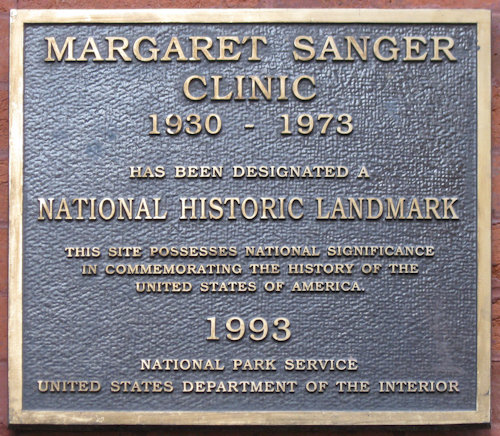 MARGARET SANGER
CLINIC
1930 - 1973
HAS BEEN DESIGNATED A
NATIONAL HISTORIC LANDMARK
THIS SITE POSSESSES NATIONAL SIGNIFICANCE
IN COMMEMORATING THE HISTORY OF THE
UNITED STATES OF AMERICA.
1993
NATIONAL PARK SERVICE
UNITED STATES DEPARTMENT OF THE INTERIOR